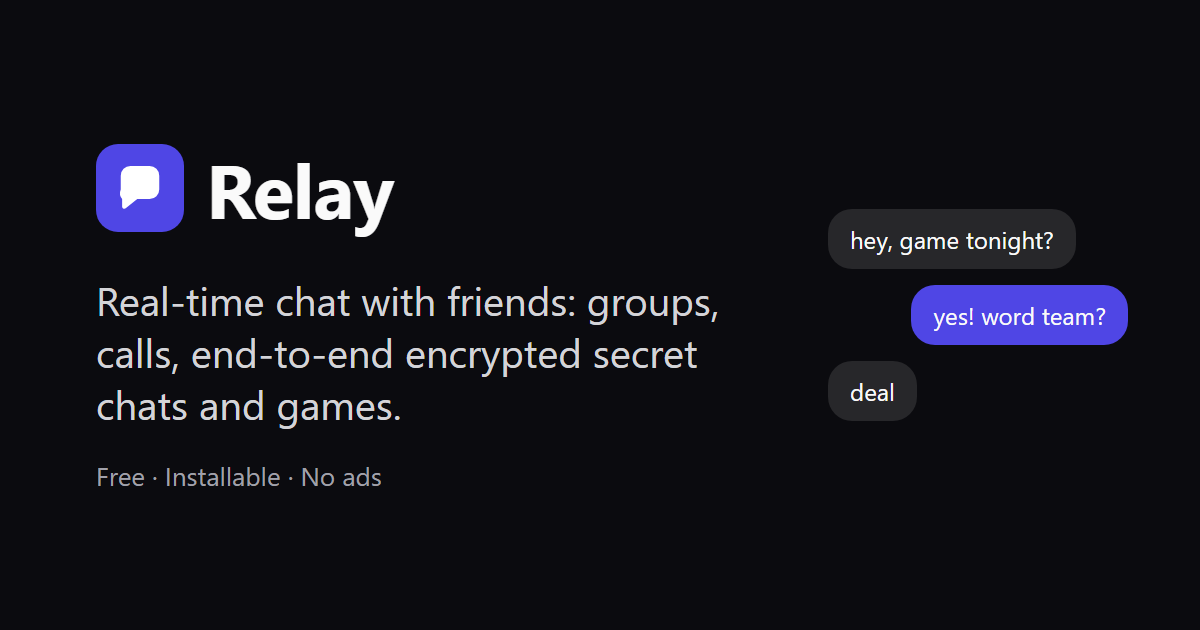 Relay
Real-time chat with friends: groups,
calls, end-to-end encrypted secret
chats and games.
Free · Installable · No ads
hey, game tonight?
yes! word team?
deal